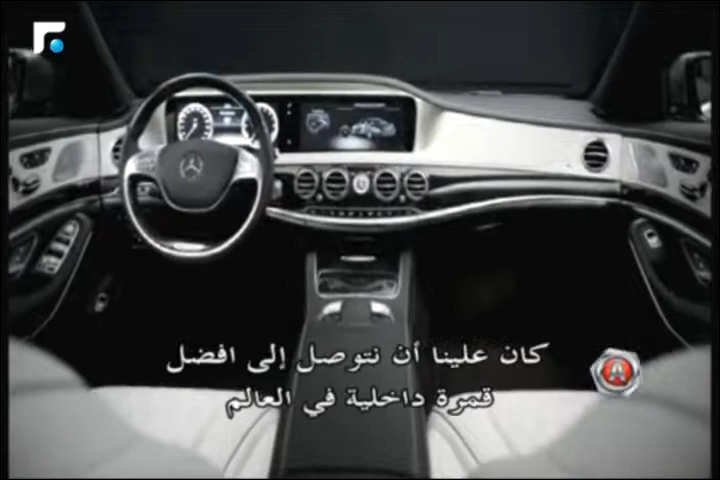 كان علينا أن نتوصل إلى افضل
قمرة داخلية في العالم